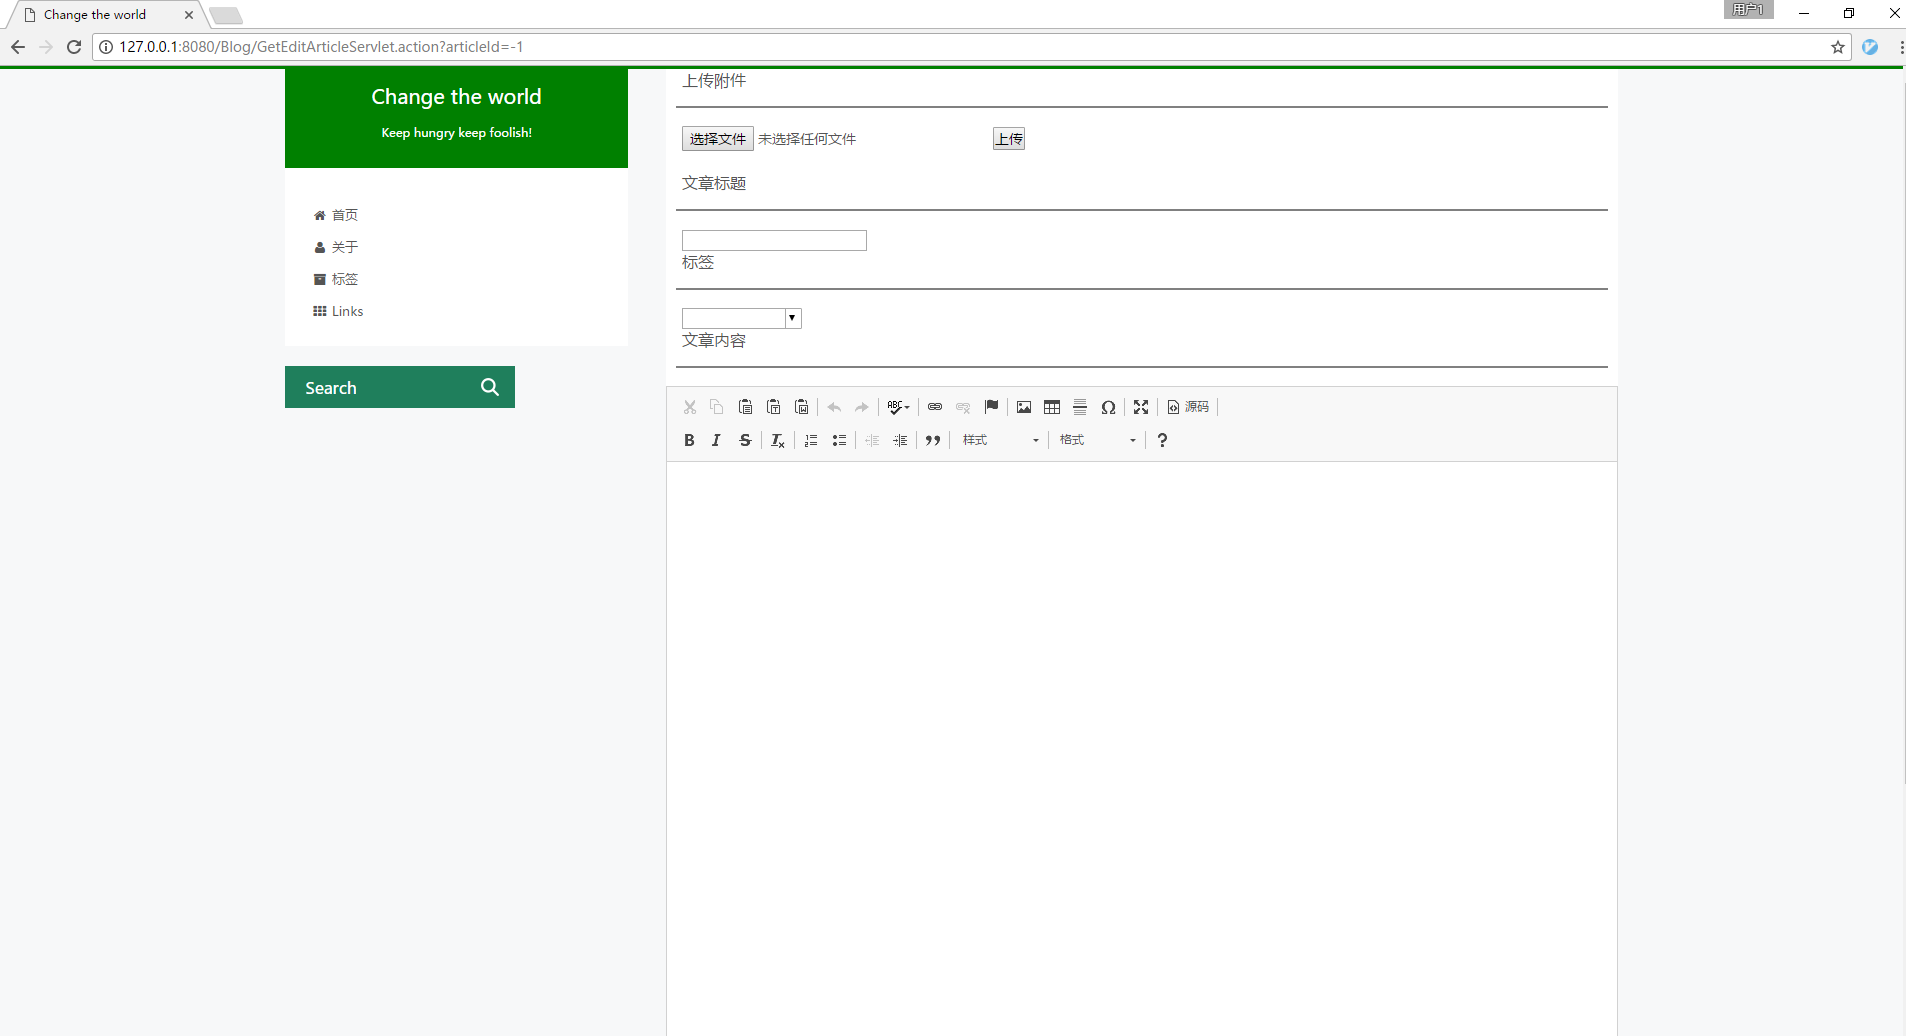 Change the world
用户1
127.0.0.1:8080/Blog/GetEditArticleServlet.action?articleId=-1
Change the world
Keep hungry keep foolish!
首页
关于
标签
Links
Search
上传附件
选择文件 未选择任何文件 上传
文章标题
标签
文章内容
ABC Ω 源码
B I S Tx 样式 格式 ?